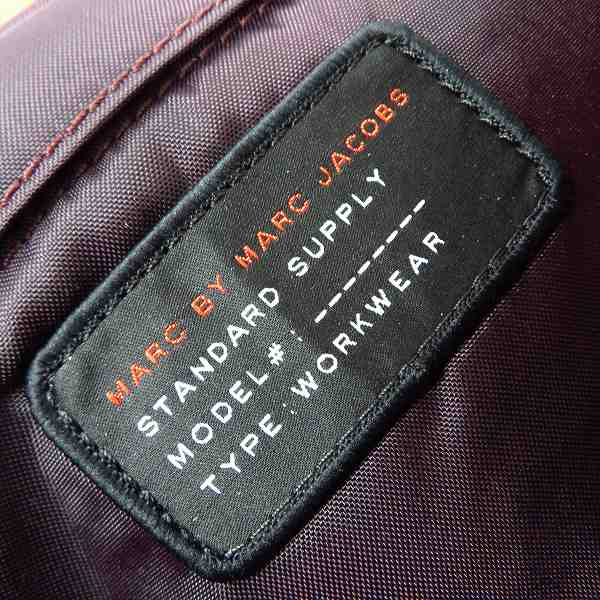 MARC BY MARC JACOBS
STANDARD SUPPLY
MODEL#: --------
TYPE: WORKWEAR